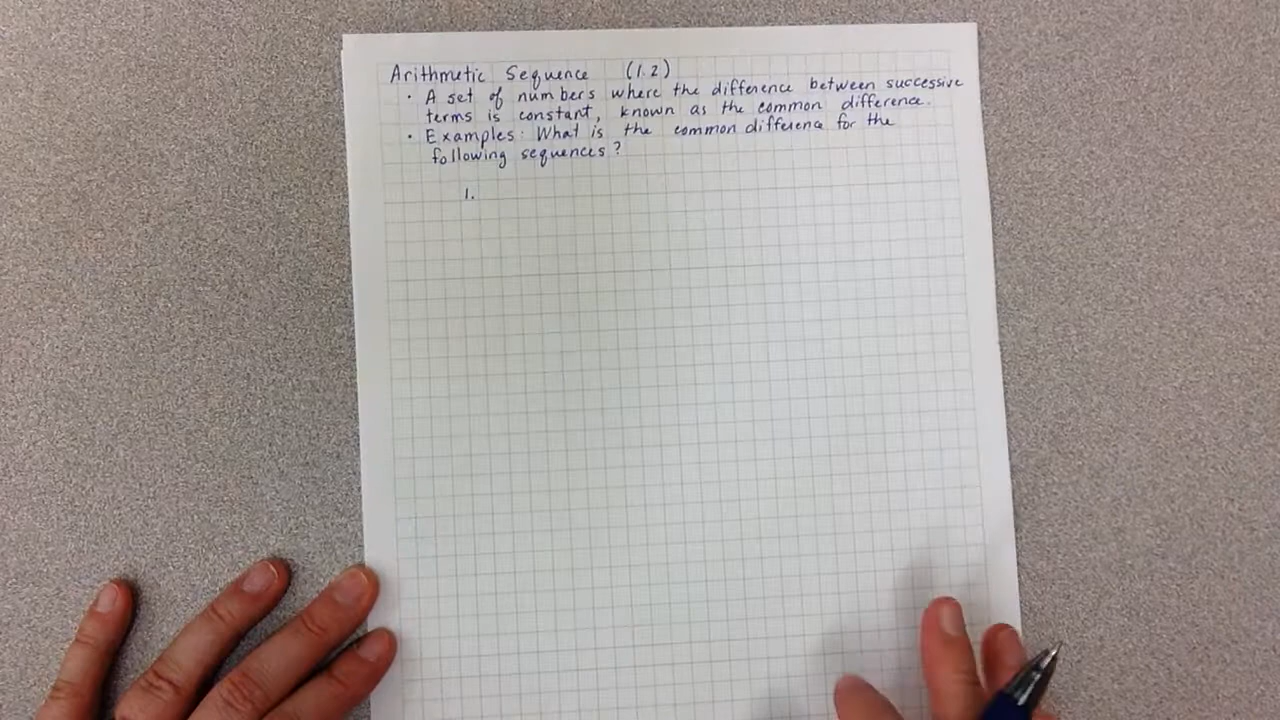 Arithmetic Sequence (1.2)
• A set of numbers where the difference between successive
terms is constant, known as the common difference.
• Examples: What is the common difference for the
following sequences?
1.